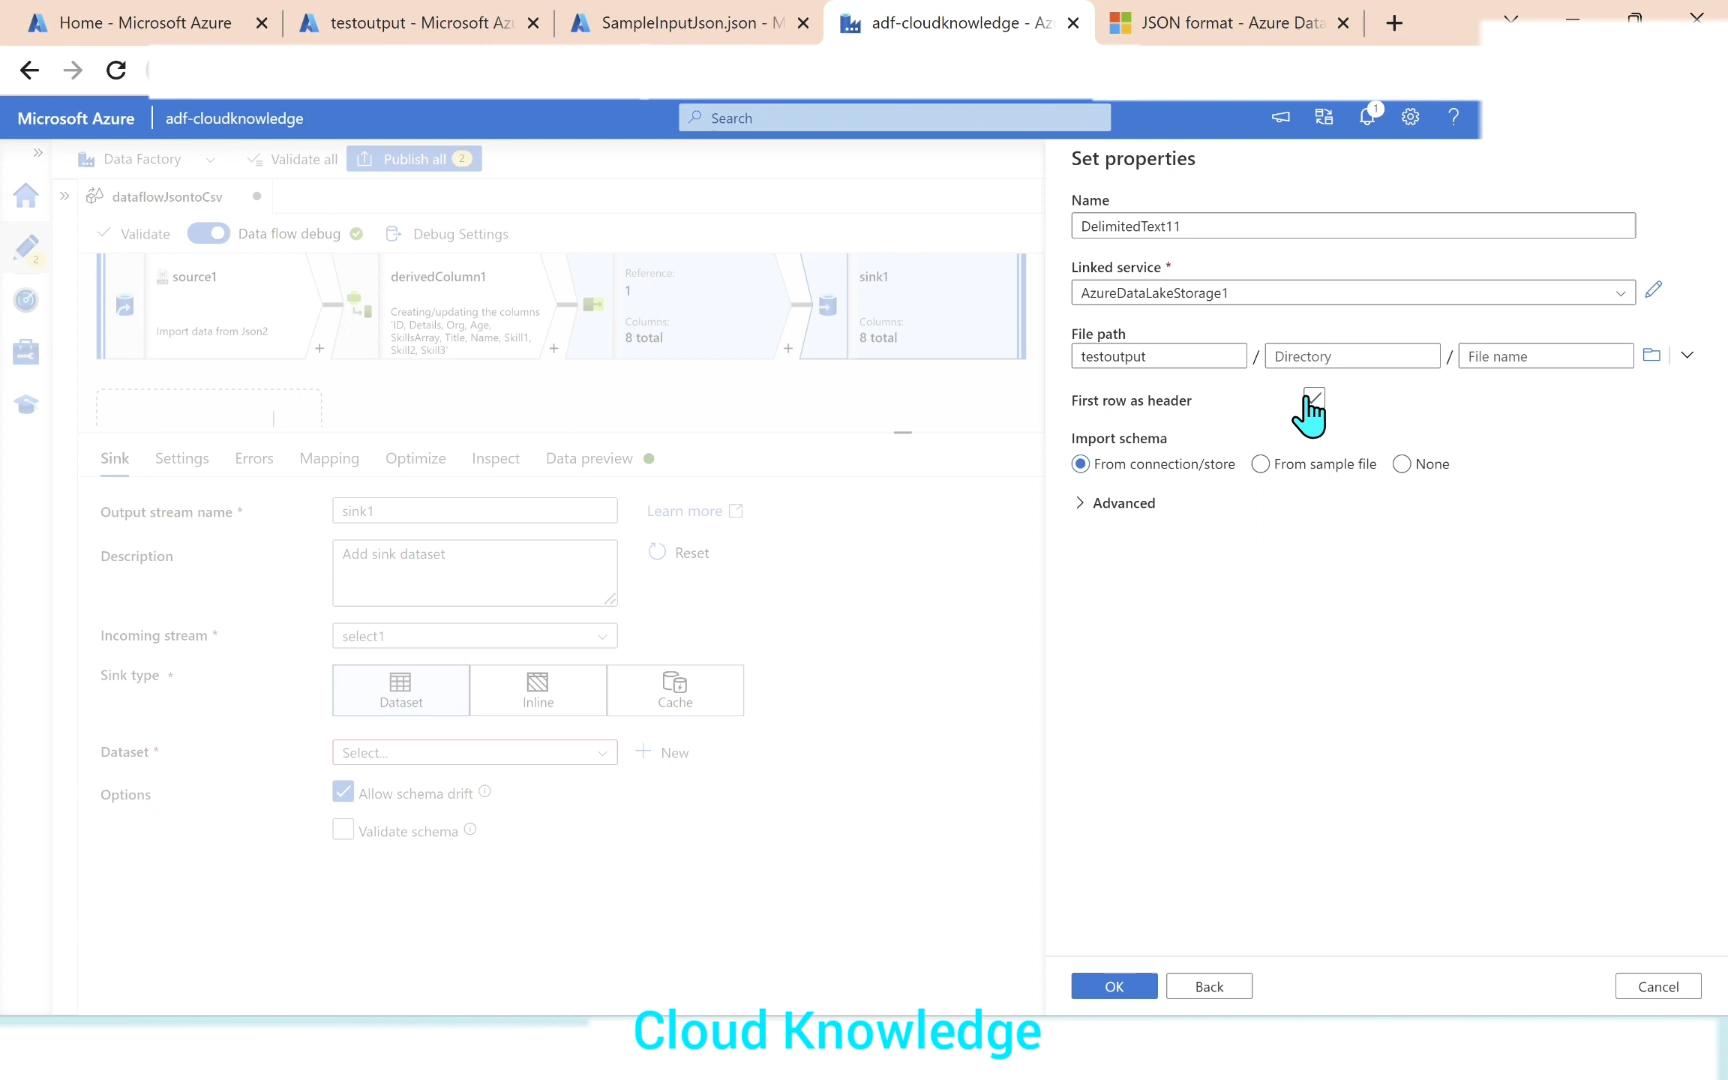 Home - Microsoft Azure
testoutput - Microsoft Az
SampleInputJson.json - M
adf-cloudknowledge - Az
JSON format - Azure Data
Microsoft Azure
adf-cloudknowledge
Search
1
Data Factory
Validate all
Publish all 2
dataflowJsontoCsv
2
Validate
Data flow debug
Debug Settings
source1
Import data from Json2
derivedColumn1
Creating/updating the columns
'ID, Details, Org, Age,
SkillsArray, Title, Name, Skill1,
Skill2, Skill3'
Reference:
1
Columns:
8 total
sink1
Columns:
8 total
Sink
Settings
Errors
Mapping
Optimize
Inspect
Data preview
Output stream name *
sink1
Learn more
Description
Add sink dataset
Reset
Incoming stream *
select1
Sink type *
Dataset
Inline
Cache
Dataset *
Select...
New
Options
Allow schema drift
Validate schema
Set properties
Name
DelimitedText11
Linked service *
AzureDataLakeStorage1
File path
testoutput / Directory / File name
First row as header
Import schema
From connection/store
From sample file
None
Advanced
OK
Back
Cancel
Cloud Knowledge